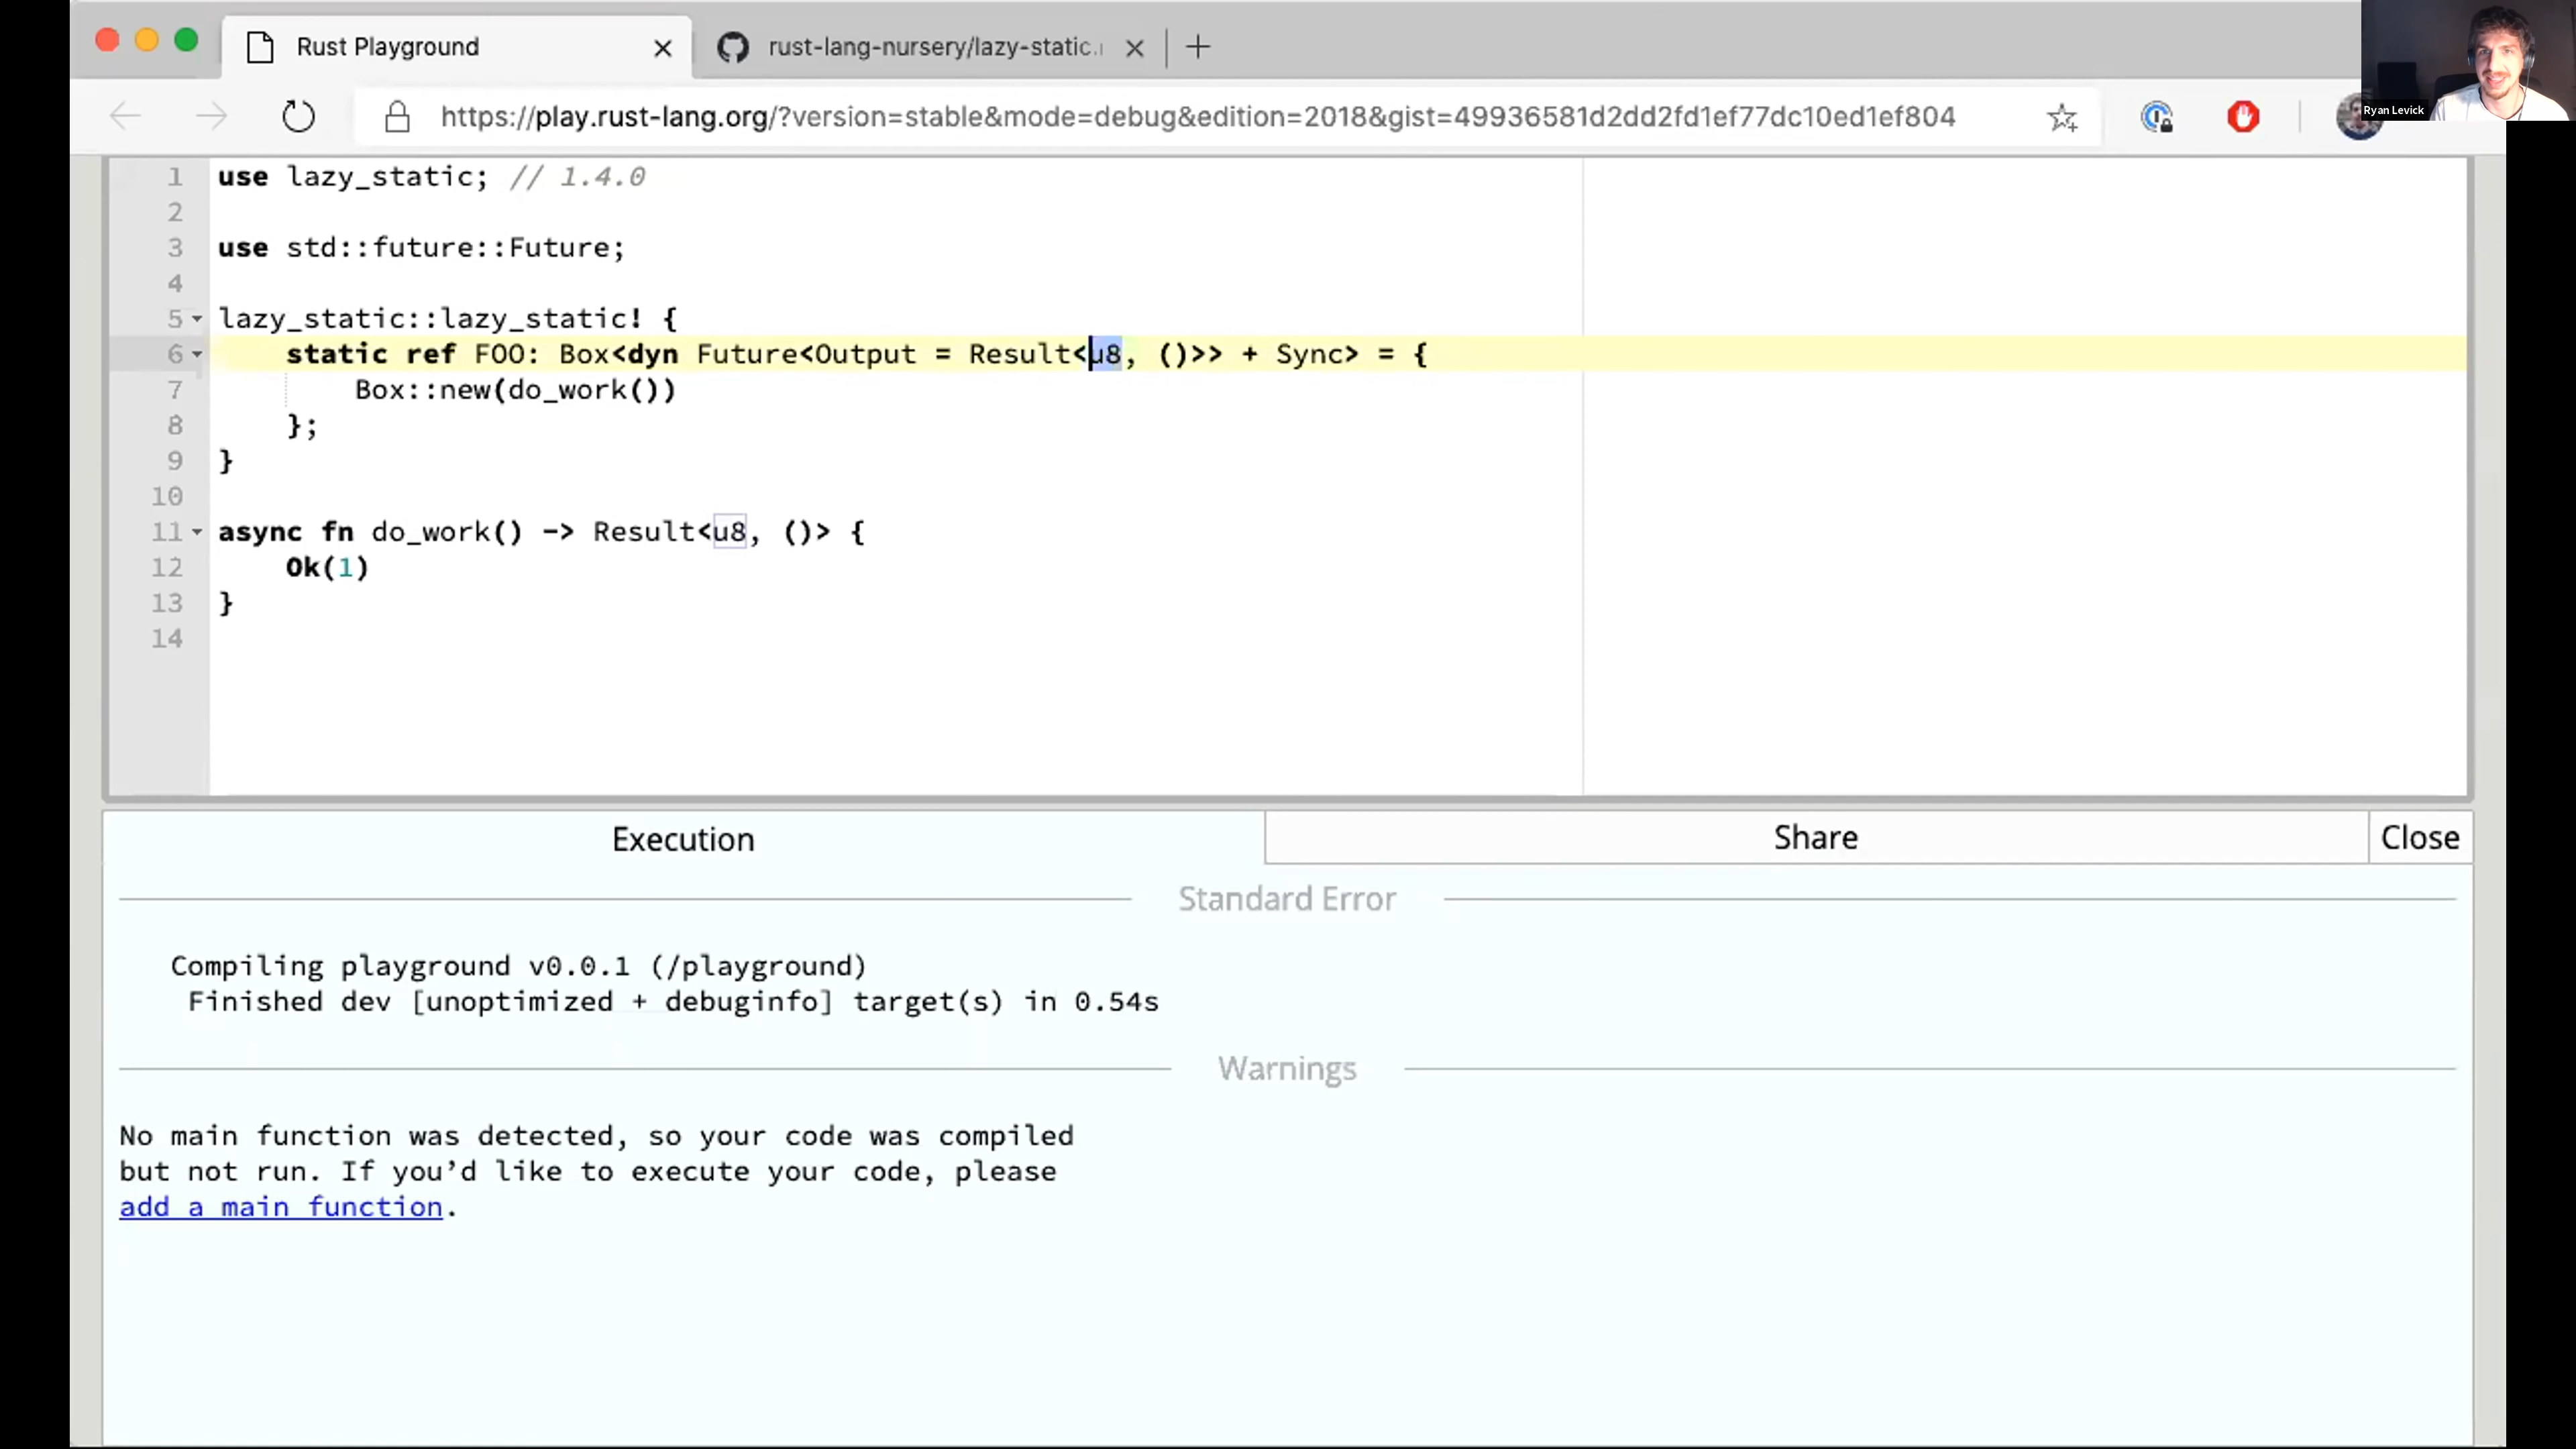 Rust Playground
rust-lang-nursery/lazy-static.
Ryan Levick
https://play.rust-lang.org/?version=stable&mode=debug&edition=2018&gist=49936581d2dd2fd1ef77dc10ed1ef804
1 use lazy_static; // 1.4.0
2
3 use std::future::Future;
4
5 lazy_static::lazy_static! {
6     static ref FOO: Box<dyn Future<Output = Result<u8, ()>> + Sync> = {
7         Box::new(do_work())
8     };
9 }
10
11 async fn do_work() -> Result<u8, ()> {
12     Ok(1)
13 }
14
Execution
Share
Close
Standard Error
Compiling playground v0.0.1 (/playground)
Finished dev [unoptimized + debuginfo] target(s) in 0.54s
Warnings
No main function was detected, so your code was compiled
but not run. If you’d like to execute your code, please
add a main function.